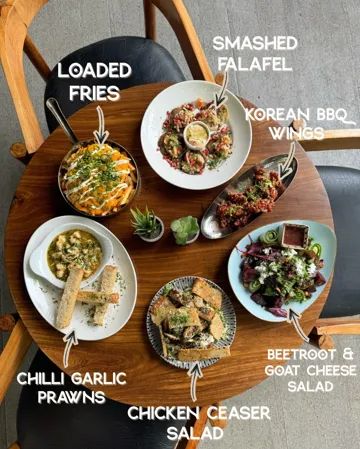 SMASHED
FALAFEL
LOADED
FRIES
KOREAN BBQ
WINGS
BEETROOT &
GOAT CHEESE
SALAD
CHILLI GARLIC
PRAWNS
CHICKEN CEASER
SALAD